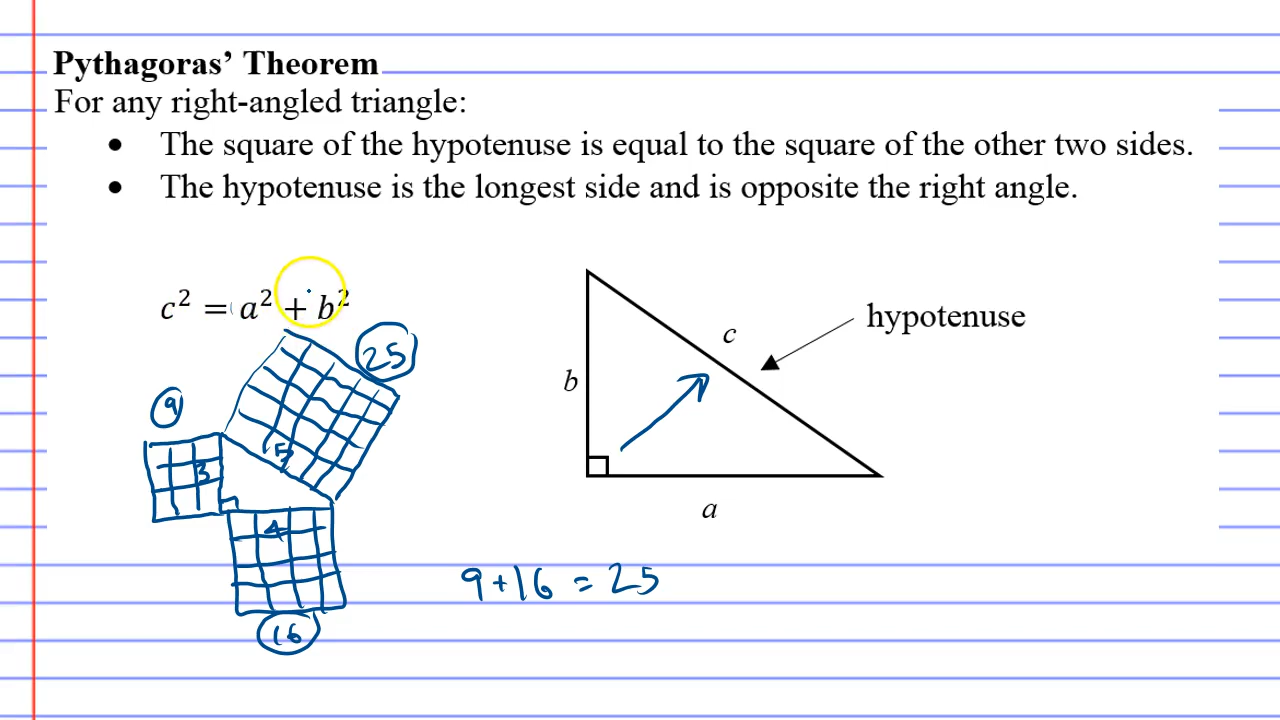 Pythagoras’ Theorem
For any right-angled triangle:
• The square of the hypotenuse is equal to the square of the other two sides.
• The hypotenuse is the longest side and is opposite the right angle.
c² = a² + b²
hypotenuse
c
b
a
25
9
5
3
4
16
9+16 = 25